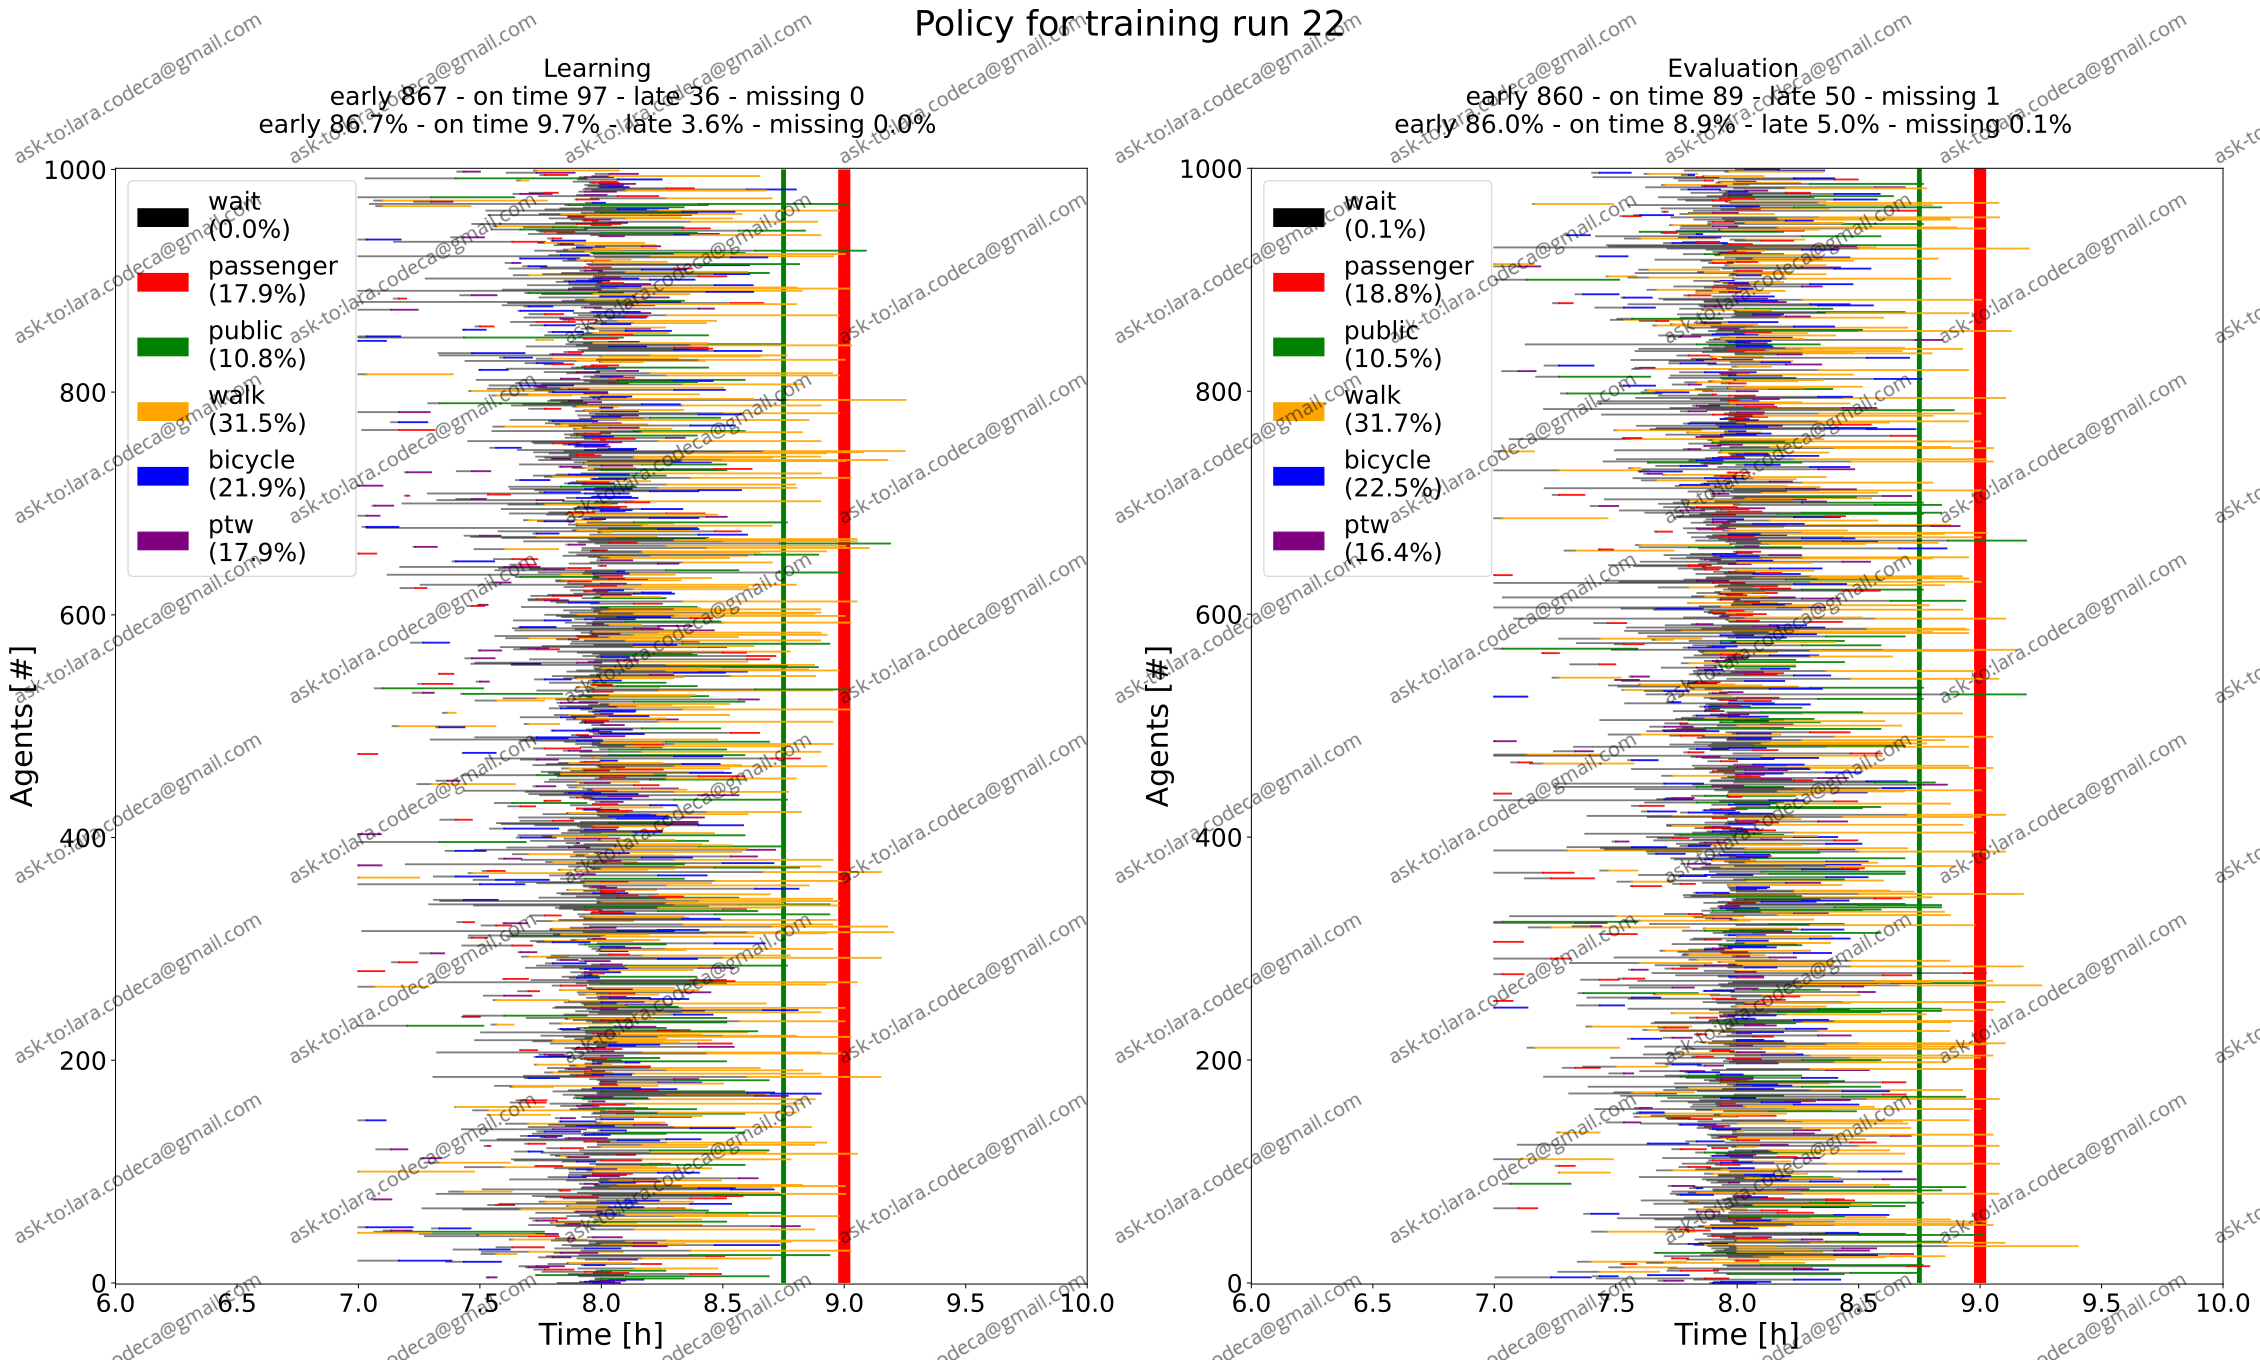 Policy for training run 22
Learning
early 867 - on time 97 - late 36 - missing 0
early 86.7% - on time 9.7% - late 3.6% - missing 0.0%
1000
800
600
400
200
0
Agents [#]
wait
(0.0%)
passenger
(17.9%)
public
(10.8%)
walk
(31.5%)
bicycle
(21.9%)
ptw
(17.9%)
6.0 6.5 7.0 7.5 8.0 8.5 9.0 9.5 10.0
Time [h]
Evaluation
early 860 - on time 89 - late 50 - missing 1
early 86.0% - on time 8.9% - late 5.0% - missing 0.1%
1000
800
600
400
200
0
Agents [#]
wait
(0.1%)
passenger
(18.8%)
public
(10.5%)
walk
(31.7%)
bicycle
(22.5%)
ptw
(16.4%)
6.0 6.5 7.0 7.5 8.0 8.5 9.0 9.5 10.0
Time [h]
ask-to:lara.codeca@gmail.com